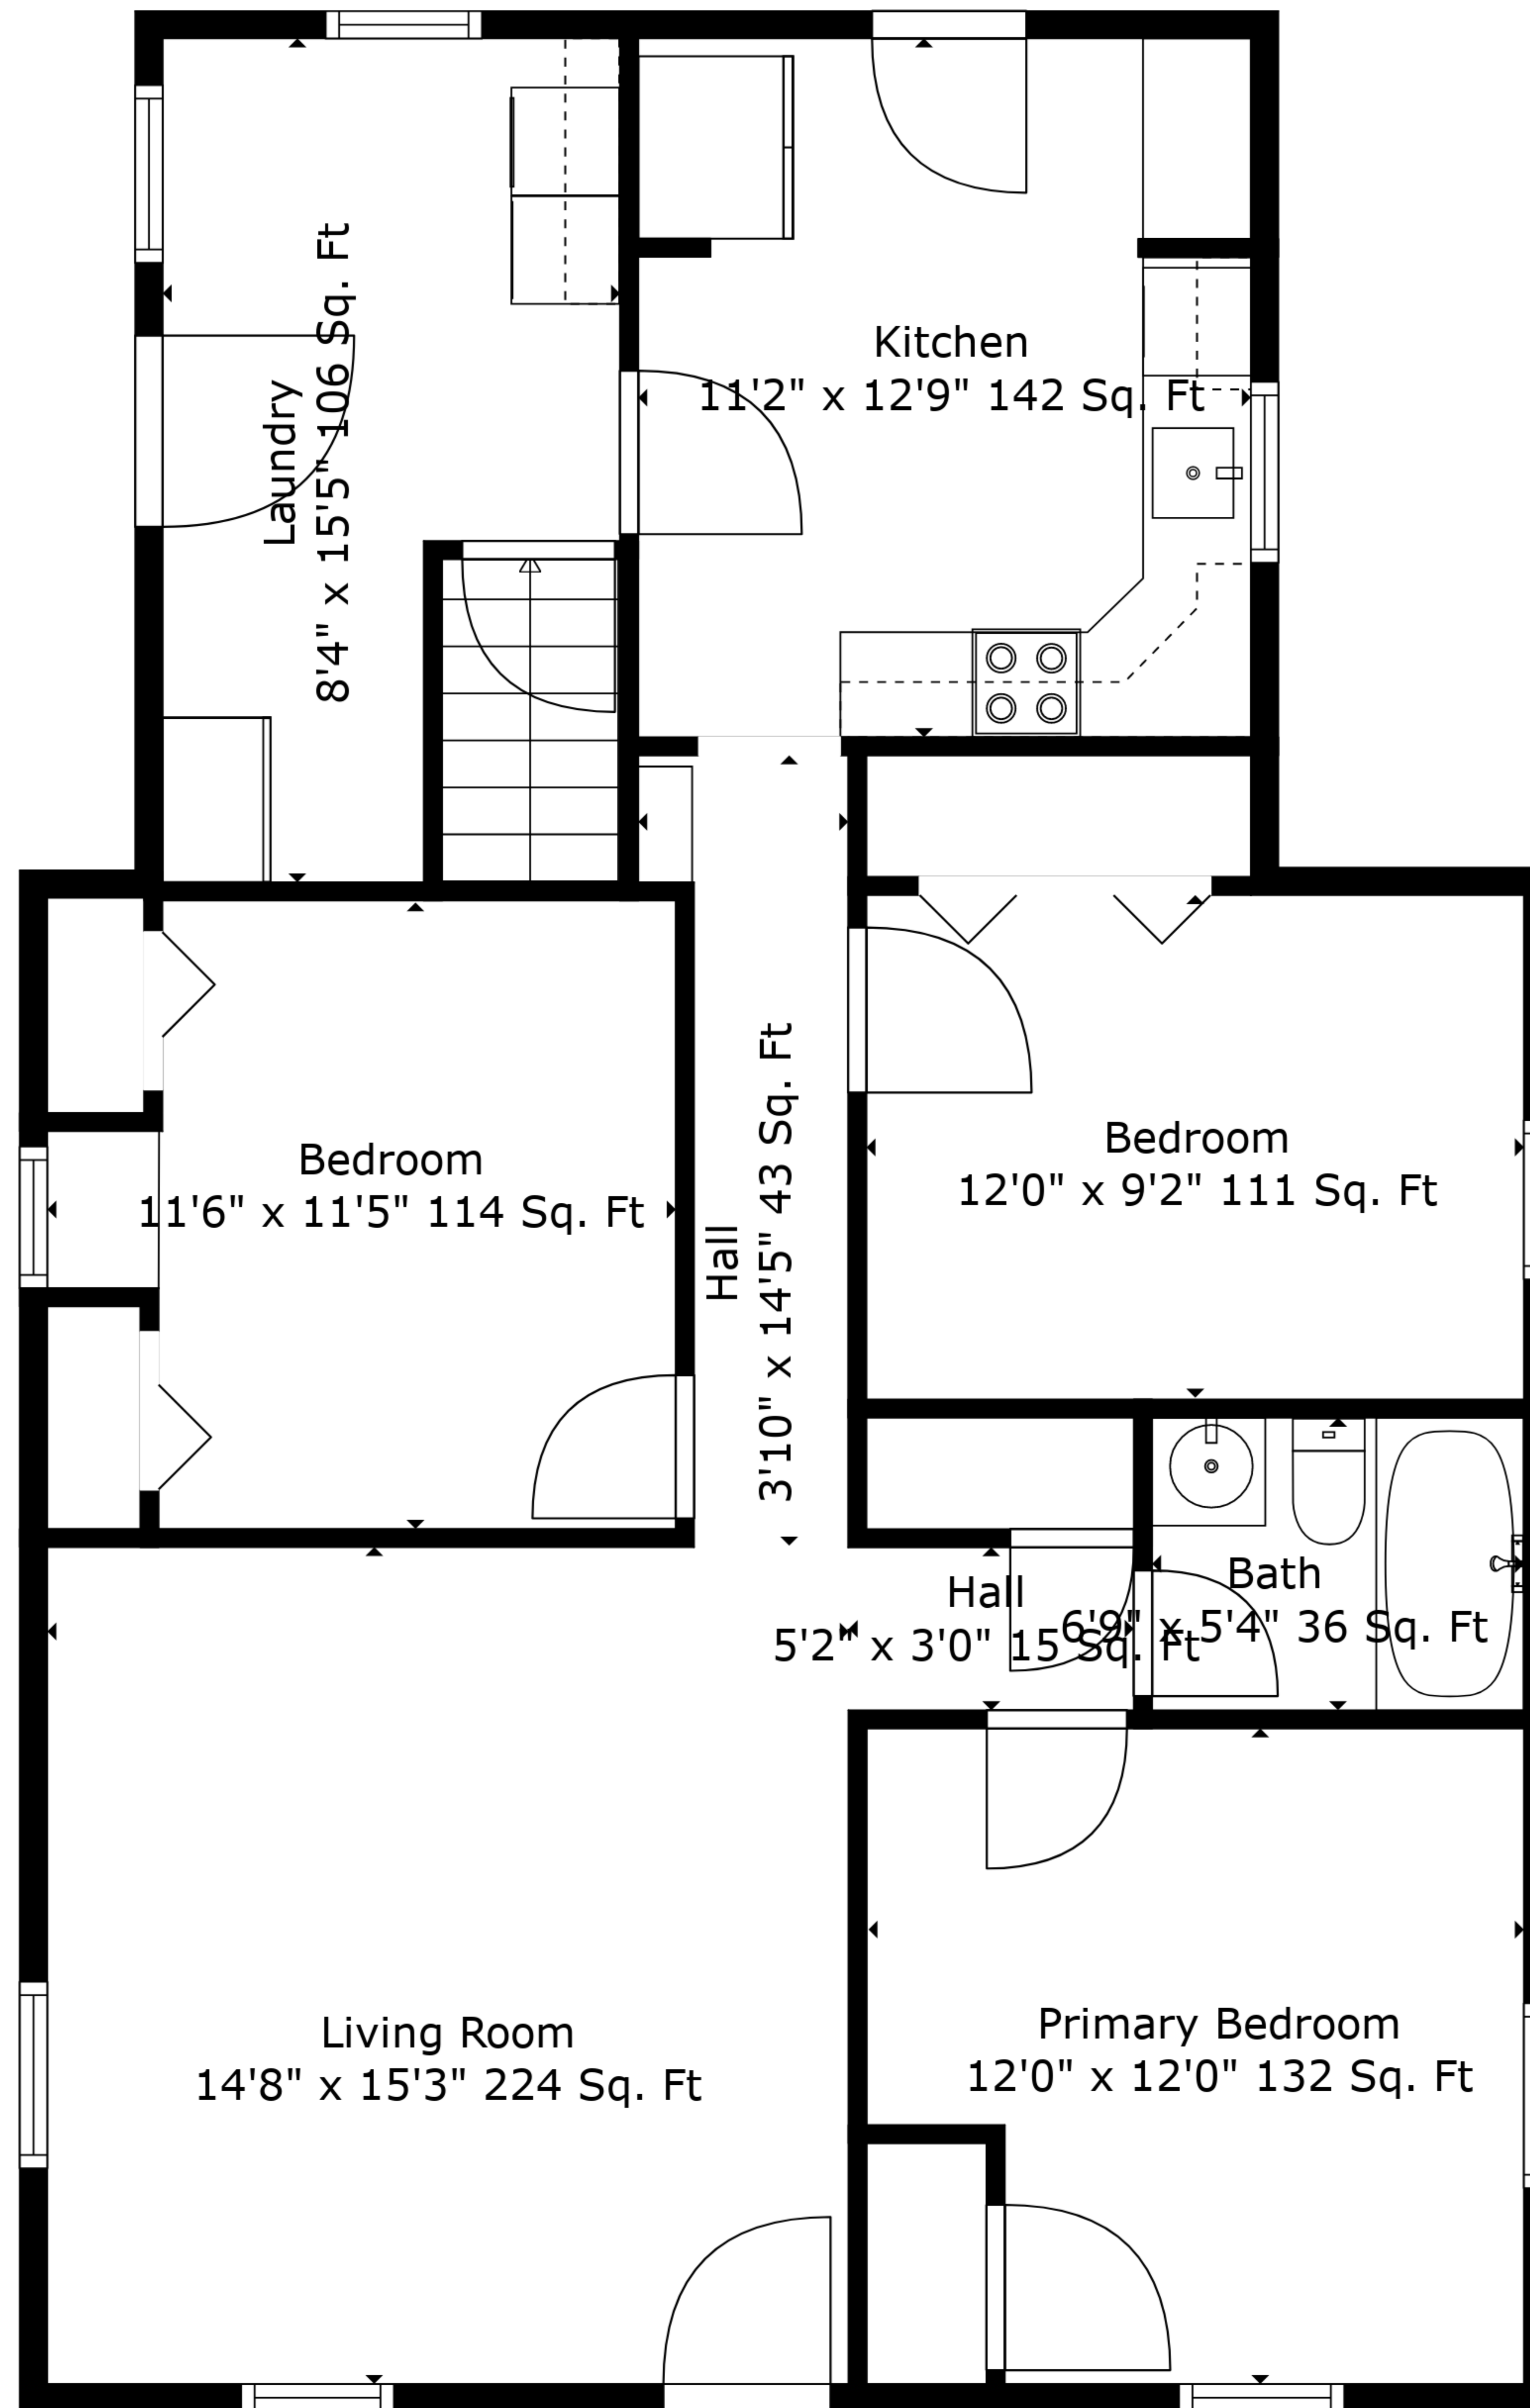 Kitchen
11'2" x 12'9" 142 Sq. Ft
Laundry
8'4" x 15'5" 106 Sq. Ft
Bedroom
11'6" x 11'5" 114 Sq. Ft
Hall
3'10" x 14'5" 43 Sq. Ft
Bedroom
12'0" x 9'2" 111 Sq. Ft
Hall
5'2" x 3'0" 15 Sq. Ft
Bath
6'9" x 5'4" 36 Sq. Ft
Living Room
14'8" x 15'3" 224 Sq. Ft
Primary Bedroom
12'0" x 12'0" 132 Sq. Ft